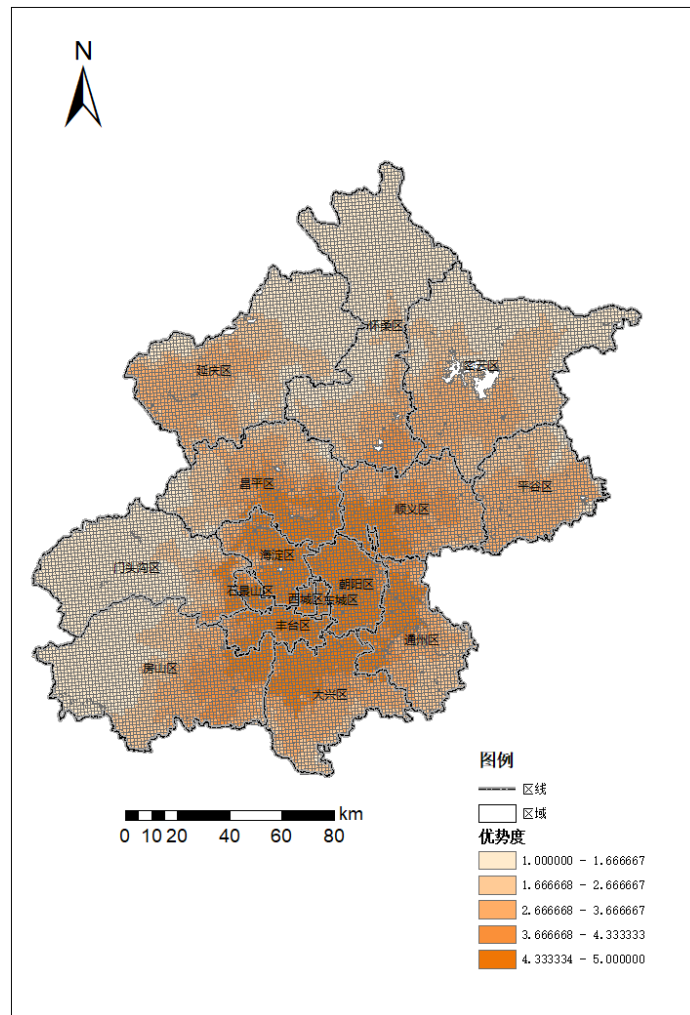 N
怀柔区
密云区
延庆区
昌平区
平谷区
顺义区
海淀区
门头沟区
朝阳区
石景山区
西城区东城区
丰台区
通州区
房山区
大兴区
图例
区线
km
0 10 20 40 60 80
区域
优势度
1.000000 - 1.666667
1.666668 - 2.666667
2.666668 - 3.666667
3.666668 - 4.333333
4.333334 - 5.000000